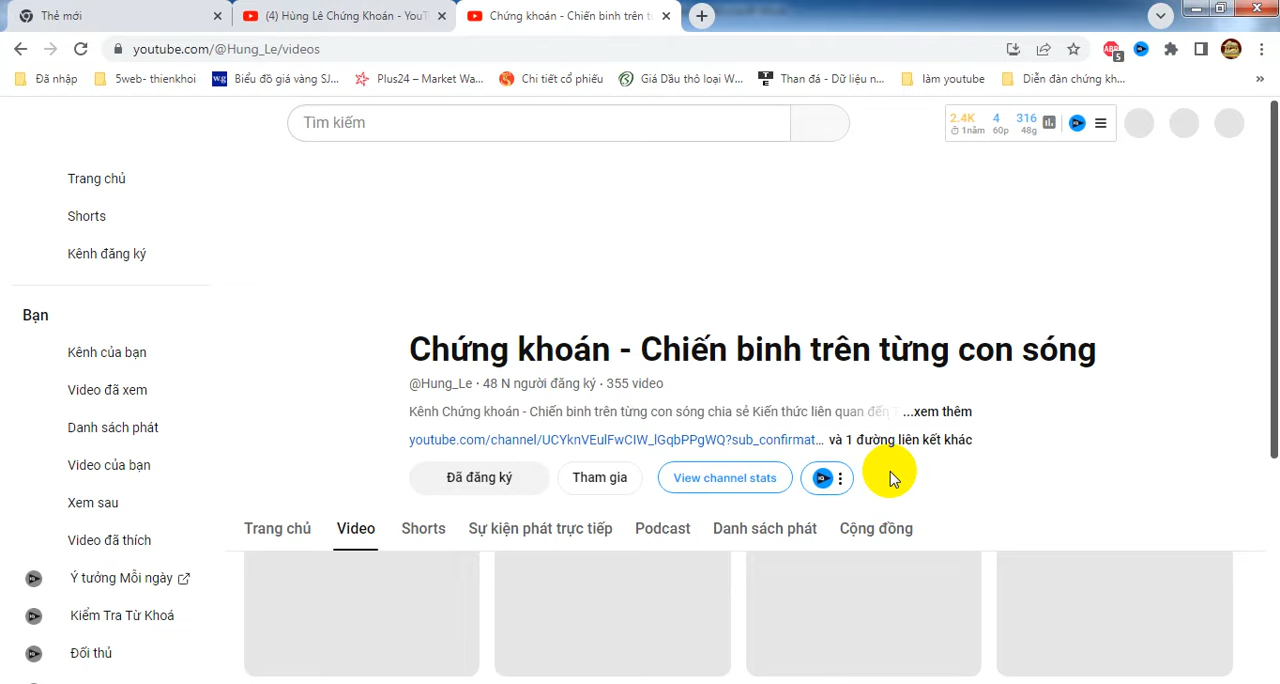 Thẻ mới
(4) Hùng Lê Chứng Khoán - YouT
Chứng khoán - Chiến binh trên t
youtube.com/@Hung_Le/videos
5
Đã nhập
5web- thienkhoi
Biểu đồ giá vàng SJ...
Plus24 – Market Wa...
Chi tiết cổ phiếu
Giá Dầu thô loại W...
Than đá - Dữ liệu n...
làm youtube
Diễn đàn chứng kh...
»
Tìm kiếm
2.4K 4 316
1năm 60p 48g
Trang chủ
Shorts
Kênh đăng ký
Bạn
Kênh của bạn
Video đã xem
Danh sách phát
Video của bạn
Xem sau
Video đã thích
Ý tưởng Mỗi ngày
Kiểm Tra Từ Khoá
Đối thủ
Chứng khoán - Chiến binh trên từng con sóng
@Hung_Le · 48 N người đăng ký · 355 video
Kênh Chứng khoán - Chiến binh trên từng con sóng chia sẻ Kiến thức liên quan đến T ...xem thêm
youtube.com/channel/UCYknVEulFwCIW_lGqbPPgWQ?sub_confirmat... và 1 đường liên kết khác
Đã đăng ký
Tham gia
View channel stats
Trang chủ
Video
Shorts
Sự kiện phát trực tiếp
Podcast
Danh sách phát
Cộng đồng